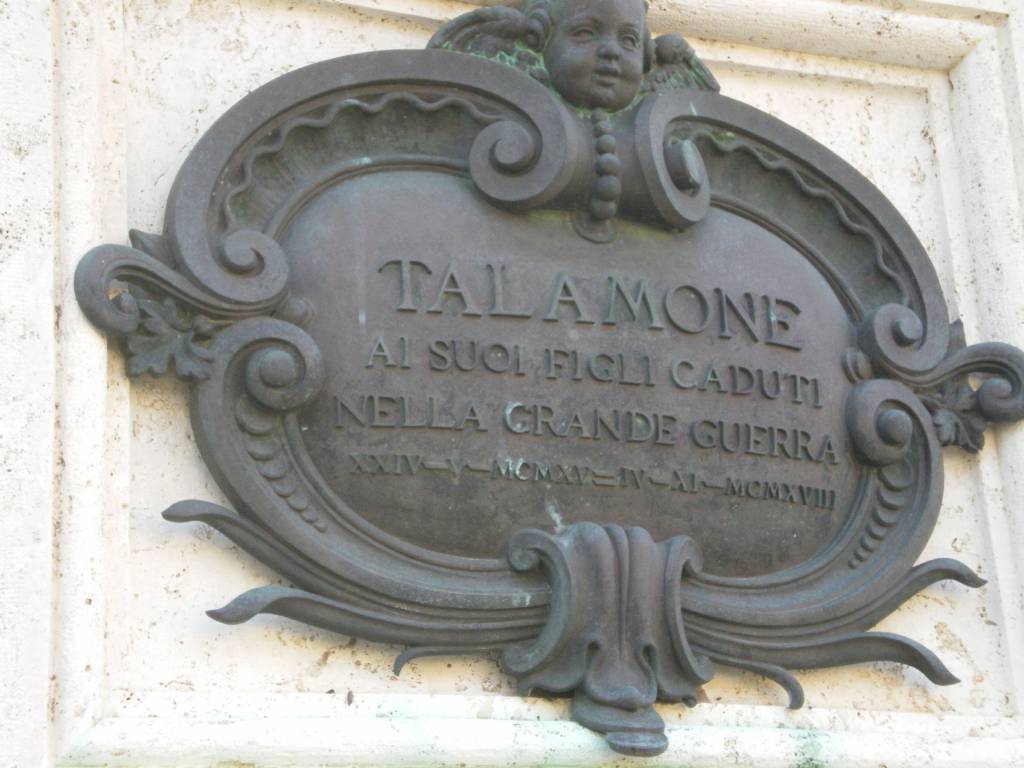 TALAMONE
AI SUOI FIGLI CADUTI
NELLA GRANDE GUERRA
XXIV—V—MCMXV=IV—XI—MCMXVIII